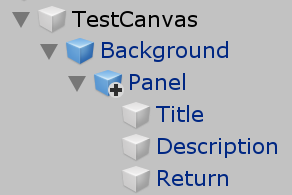 TestCanvas
Background
Panel
Title
Description
Return